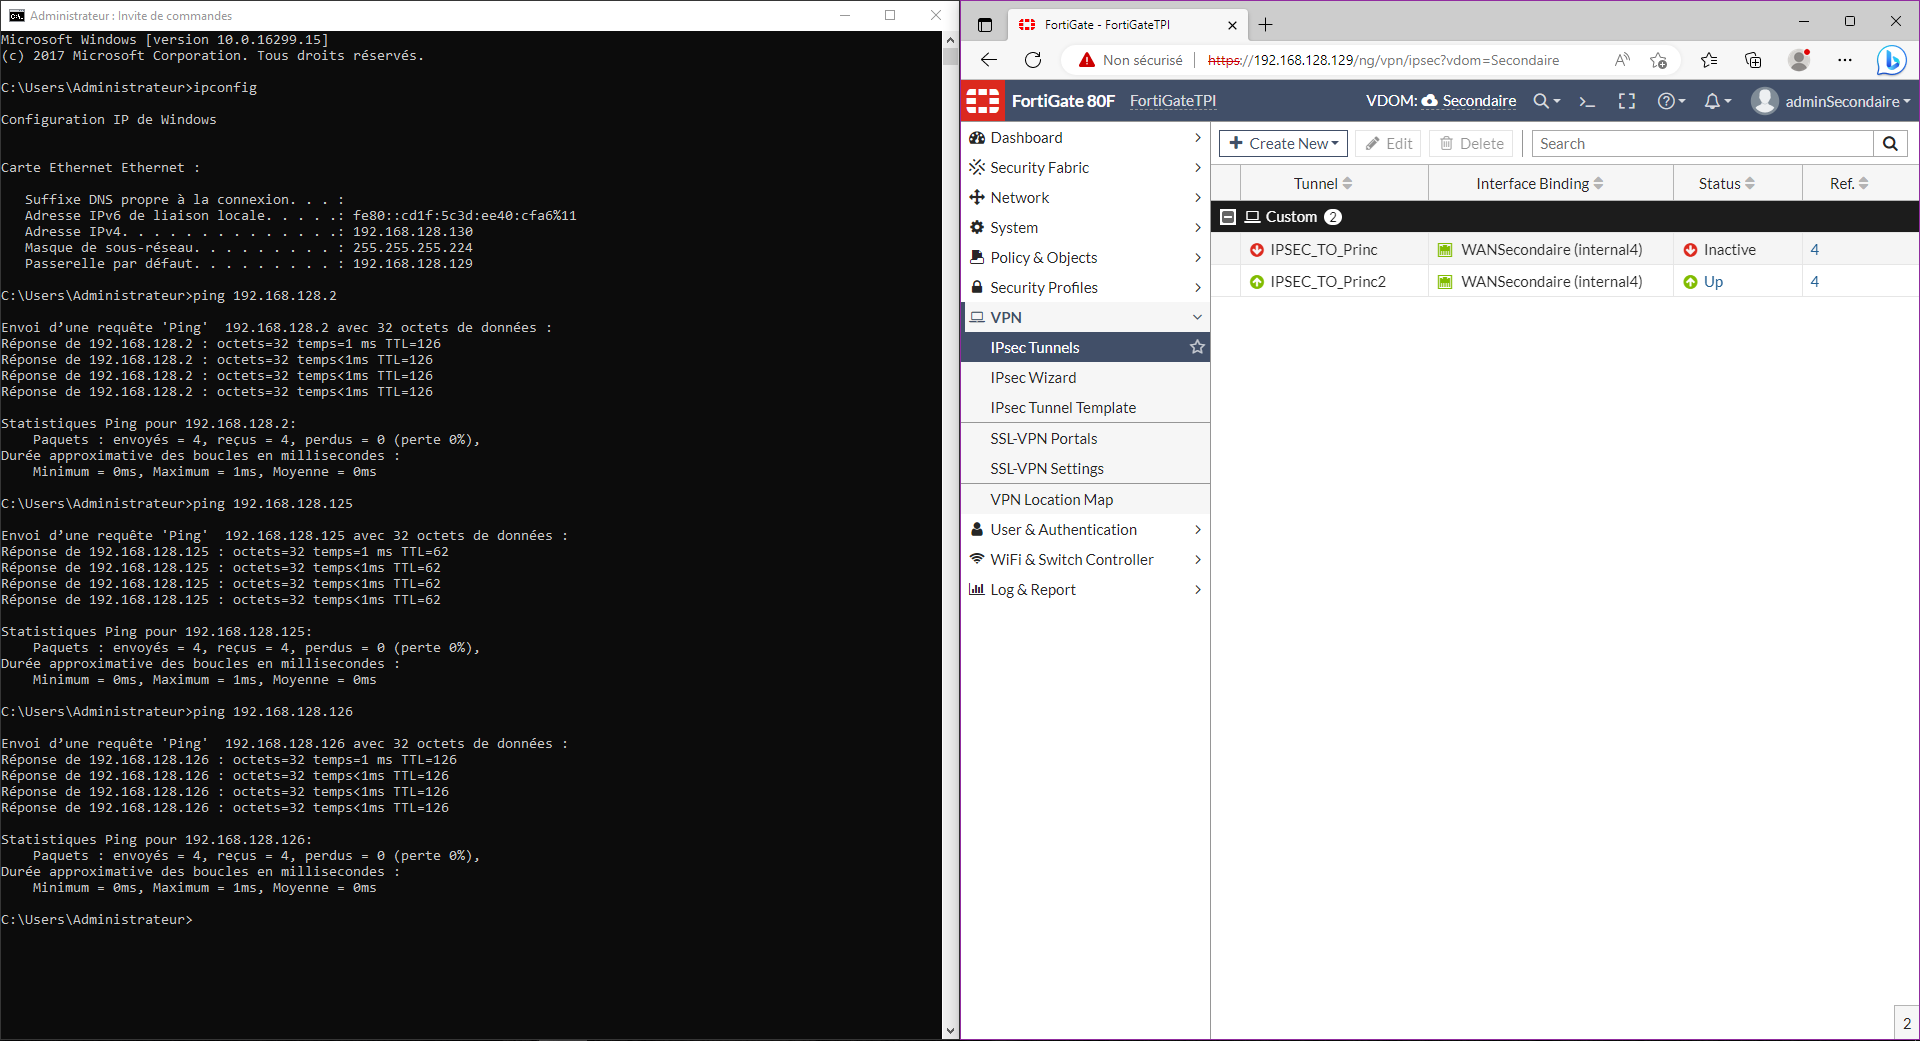 Administrateur : Invite de commandes
Microsoft Windows [version 10.0.16299.15]
(c) 2017 Microsoft Corporation. Tous droits réservés.
C:\Users\Administrateur>ipconfig
Configuration IP de Windows
Carte Ethernet Ethernet :
Suffixe DNS propre à la connexion. . . :
Adresse IPv6 de liaison locale. . . . .: fe80::cd1f:5c3d:ee40:cfa6%11
Adresse IPv4. . . . . . . . . . . . . .: 192.168.128.130
Masque de sous-réseau. . . . . . . . . : 255.255.255.224
Passerelle par défaut. . . . . . . . . : 192.168.128.129
C:\Users\Administrateur>ping 192.168.128.2
Envoi d’une requête 'Ping'  192.168.128.2 avec 32 octets de données :
Réponse de 192.168.128.2 : octets=32 temps=1 ms TTL=126
Réponse de 192.168.128.2 : octets=32 temps<1ms TTL=126
Réponse de 192.168.128.2 : octets=32 temps<1ms TTL=126
Réponse de 192.168.128.2 : octets=32 temps<1ms TTL=126
Statistiques Ping pour 192.168.128.2:
Paquets : envoyés = 4, reçus = 4, perdus = 0 (perte 0%),
Durée approximative des boucles en millisecondes :
Minimum = 0ms, Maximum = 1ms, Moyenne = 0ms
C:\Users\Administrateur>ping 192.168.128.125
Envoi d’une requête 'Ping'  192.168.128.125 avec 32 octets de données :
Réponse de 192.168.128.125 : octets=32 temps=1 ms TTL=62
Réponse de 192.168.128.125 : octets=32 temps<1ms TTL=62
Réponse de 192.168.128.125 : octets=32 temps<1ms TTL=62
Réponse de 192.168.128.125 : octets=32 temps<1ms TTL=62
Statistiques Ping pour 192.168.128.125:
Paquets : envoyés = 4, reçus = 4, perdus = 0 (perte 0%),
Durée approximative des boucles en millisecondes :
Minimum = 0ms, Maximum = 1ms, Moyenne = 0ms
C:\Users\Administrateur>ping 192.168.128.126
Envoi d’une requête 'Ping'  192.168.128.126 avec 32 octets de données :
Réponse de 192.168.128.126 : octets=32 temps=1 ms TTL=126
Réponse de 192.168.128.126 : octets=32 temps<1ms TTL=126
Réponse de 192.168.128.126 : octets=32 temps<1ms TTL=126
Réponse de 192.168.128.126 : octets=32 temps<1ms TTL=126
Statistiques Ping pour 192.168.128.126:
Paquets : envoyés = 4, reçus = 4, perdus = 0 (perte 0%),
Durée approximative des boucles en millisecondes :
Minimum = 0ms, Maximum = 1ms, Moyenne = 0ms
C:\Users\Administrateur>
FortiGate - FortiGateTPI
Non sécurisé https://192.168.128.129/ng/vpn/ipsec?vdom=Secondaire
FortiGate 80F FortiGateTPI VDOM: Secondaire adminSecondaire
Dashboard
Security Fabric
Network
System
Policy & Objects
Security Profiles
VPN
IPsec Tunnels
IPsec Wizard
IPsec Tunnel Template
SSL-VPN Portals
SSL-VPN Settings
VPN Location Map
User & Authentication
WiFi & Switch Controller
Log & Report
Create New Edit Delete Search
Tunnel Interface Binding Status Ref.
Custom 2
IPSEC_TO_Princ WANSecondaire (internal4) Inactive 4
IPSEC_TO_Princ2 WANSecondaire (internal4) Up 4
2